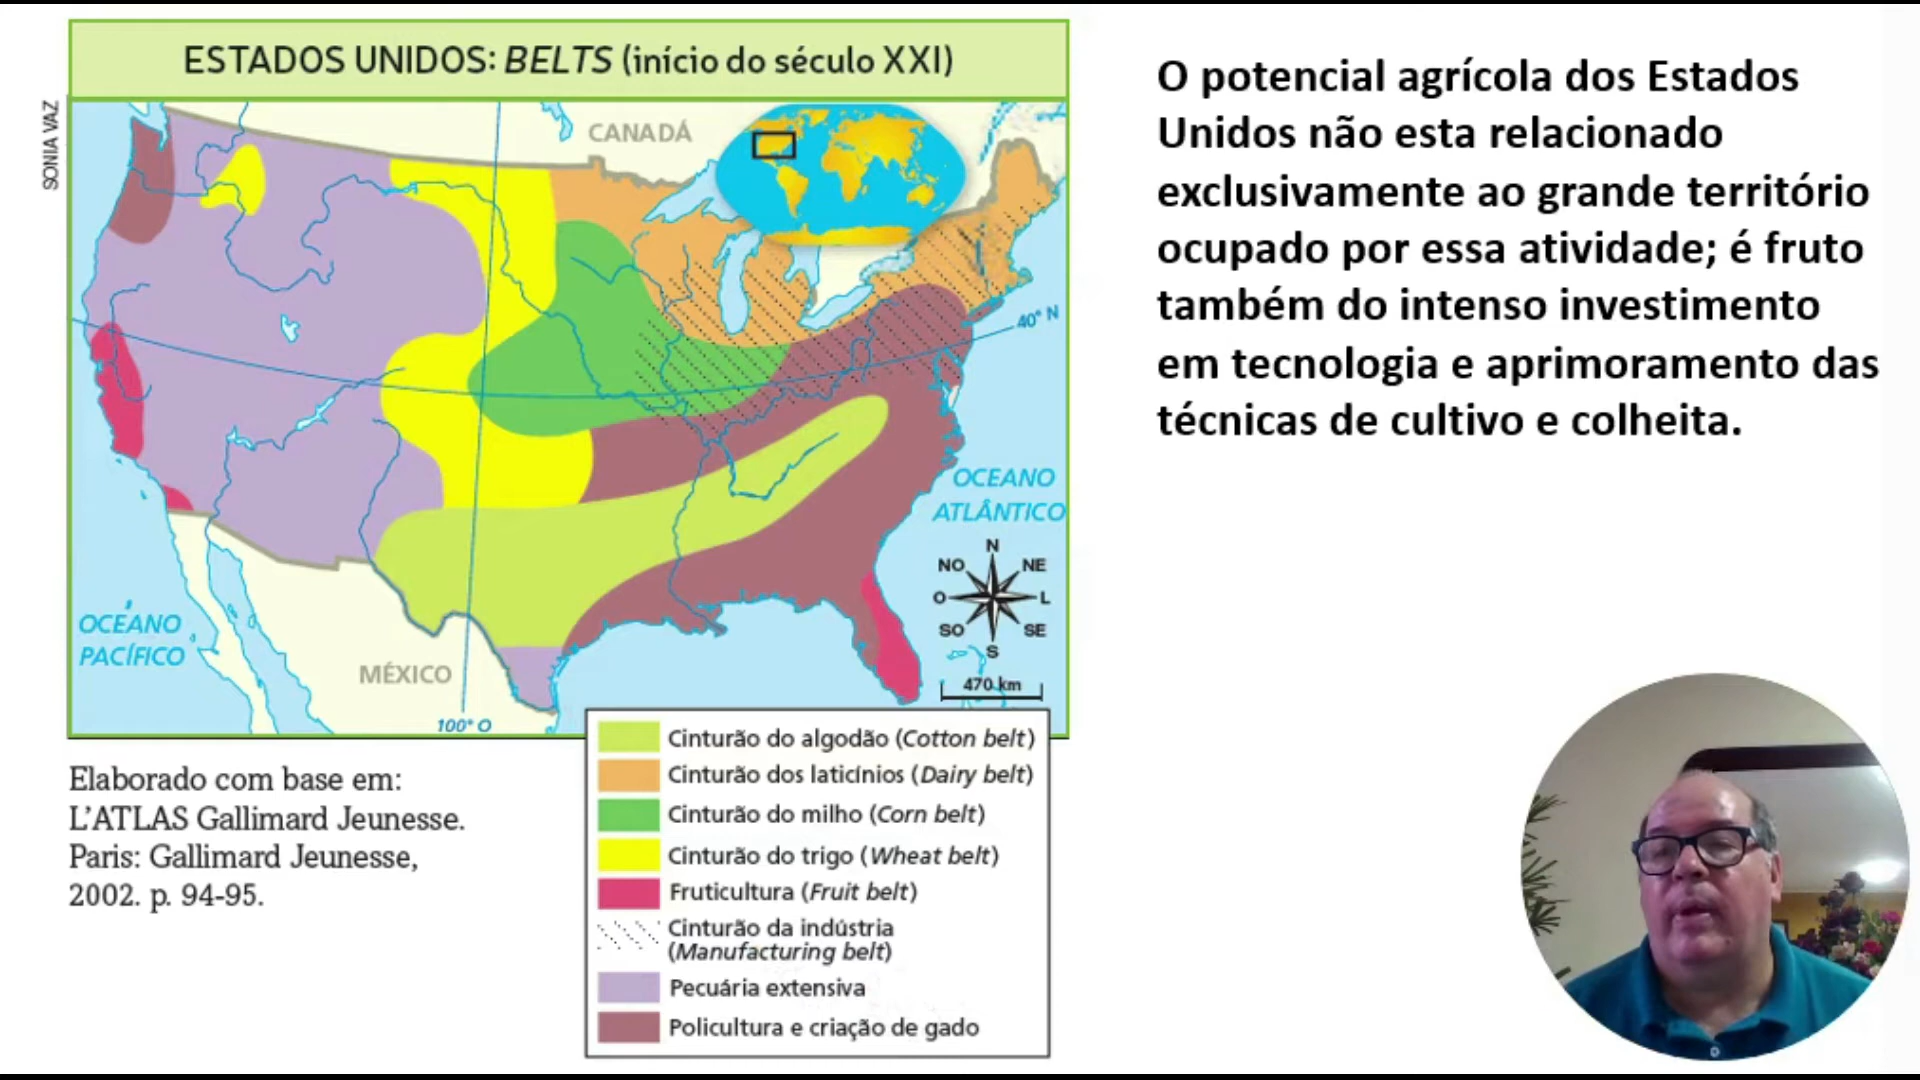 ESTADOS UNIDOS: BELTS (início do século XXI)
SONIA VAZ
CANADÁ
40° N
OCEANO
ATLÂNTICO
N
NO NE
O L
SO SE
S
470 km
OCEANO
PACÍFICO
MÉXICO
100° O
Cinturão do algodão (Cotton belt)
Cinturão dos laticínios (Dairy belt)
Cinturão do milho (Corn belt)
Cinturão do trigo (Wheat belt)
Fruticultura (Fruit belt)
Cinturão da indústria
(Manufacturing belt)
Pecuária extensiva
Policultura e criação de gado
Elaborado com base em:
L’ATLAS Gallimard Jeunesse.
Paris: Gallimard Jeunesse,
2002. p. 94-95.
O potencial agrícola dos Estados
Unidos não esta relacionado
exclusivamente ao grande território
ocupado por essa atividade; é fruto
também do intenso investimento
em tecnologia e aprimoramento das
técnicas de cultivo e colheita.